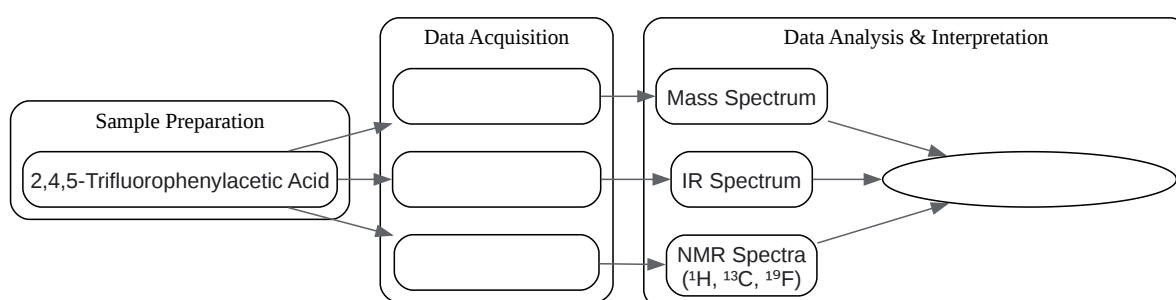 Data Acquisition
Data Analysis & Interpretation
Mass Spectrum
Sample Preparation
2,4,5-Trifluorophenylacetic Acid
IR Spectrum
NMR Spectra
(¹H, ¹³C, ¹⁹F)